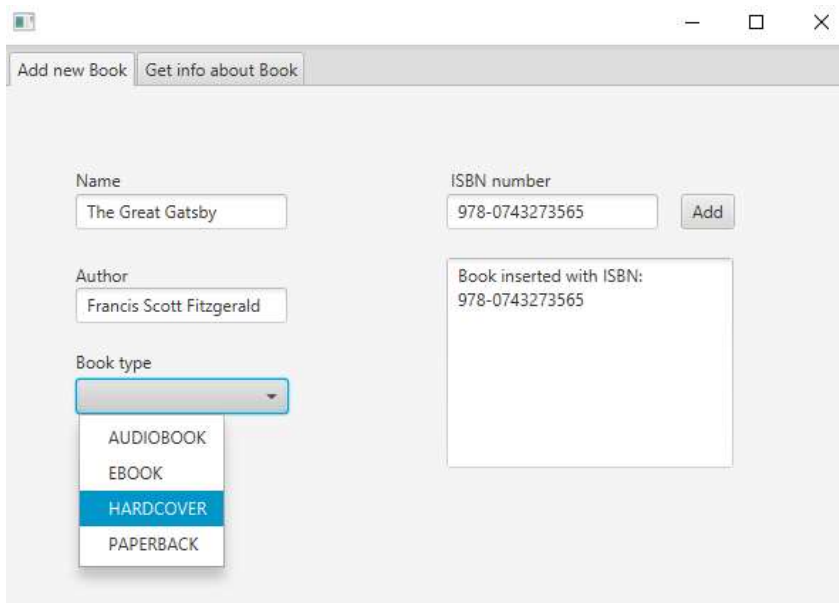 Add new Book
Get info about Book
Name
The Great Gatsby
Author
Francis Scott Fitzgerald
Book type
AUDIOBOOK
EBOOK
HARDCOVER
PAPERBACK
ISBN number
978-0743273565
Add
Book inserted with ISBN:
978-0743273565